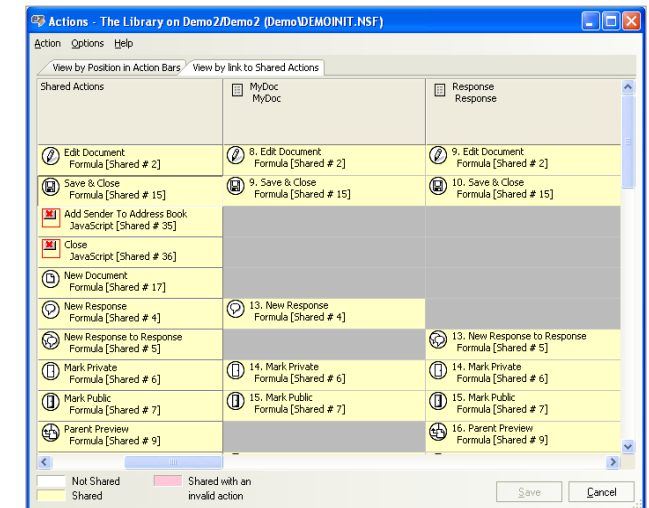 Actions - The Library on Demo2/Demo2 (Demo\DEMOINIT.NSF)
Action Options Help
View by Position in Action Bars View by link to Shared Actions
Shared Actions
MyDoc
MyDoc
Response
Response
Edit Document
Formula [Shared # 2]
8. Edit Document
Formula [Shared # 2]
9. Edit Document
Formula [Shared # 2]
Save & Close
Formula [Shared # 15]
9. Save & Close
Formula [Shared # 15]
10. Save & Close
Formula [Shared # 15]
Add Sender To Address Book
JavaScript [Shared # 35]
Close
JavaScript [Shared # 36]
New Document
Formula [Shared # 17]
New Response
Formula [Shared # 4]
13. New Response
Formula [Shared # 4]
New Response to Response
Formula [Shared # 5]
13. New Response to Response
Formula [Shared # 5]
Mark Private
Formula [Shared # 6]
14. Mark Private
Formula [Shared # 6]
14. Mark Private
Formula [Shared # 6]
Mark Public
Formula [Shared # 7]
15. Mark Public
Formula [Shared # 7]
15. Mark Public
Formula [Shared # 7]
Parent Preview
Formula [Shared # 9]
16. Parent Preview
Formula [Shared # 9]
Not Shared
Shared
Shared with an
invalid action
Save
Cancel